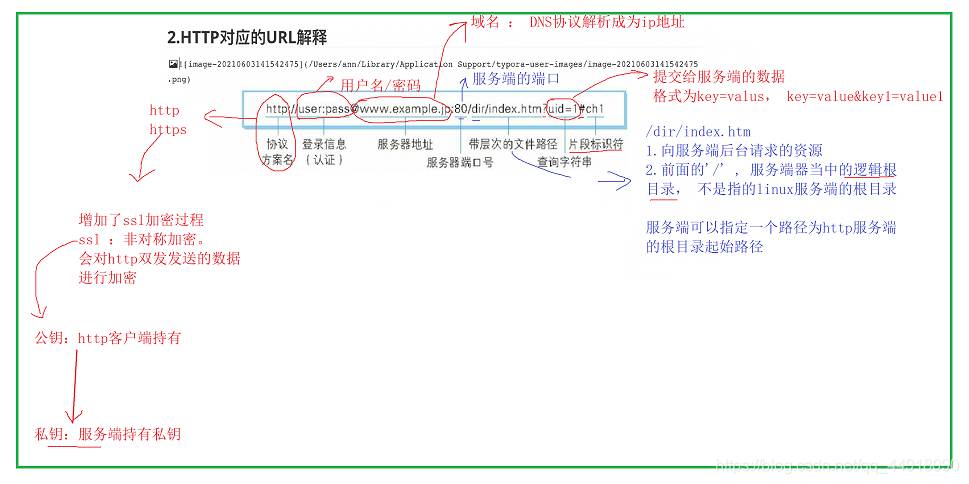 域名 ： DNS协议解析成为ip地址
2.HTTP对应的URL解释
![image-20210603141542475](/Users/ann/Library/Application Support/typora-user-images/image-20210603141542475
.png)
用户名/密码
服务端的端口
提交给服务端的数据
格式为key=valus， key=value&key1=value1
http
https
http://user:pass@www.example.jp:80/dir/index.htm?uid=1#ch1
协议
方案名
登录信息
（认证）
服务器地址
服务器端口号
带层次的文件路径
查询字符串
片段标识符
/dir/index.htm
1.向服务端后台请求的资源
2.前面的'/' ，服务端器当中的逻辑根
目录， 不是指的linux服务端的根目录
服务端可以指定一个路径为http服务端
的根目录起始路径
增加了ssl加密过程
ssl ：非对称加密。
会对http双发发送的数据
进行加密
公钥：http客户端持有
私钥：服务端持有私钥